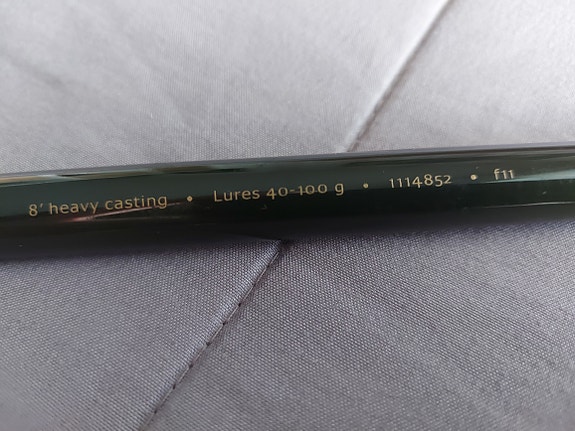 8' heavy casting • Lures 40-100 g • 1114852 • f11